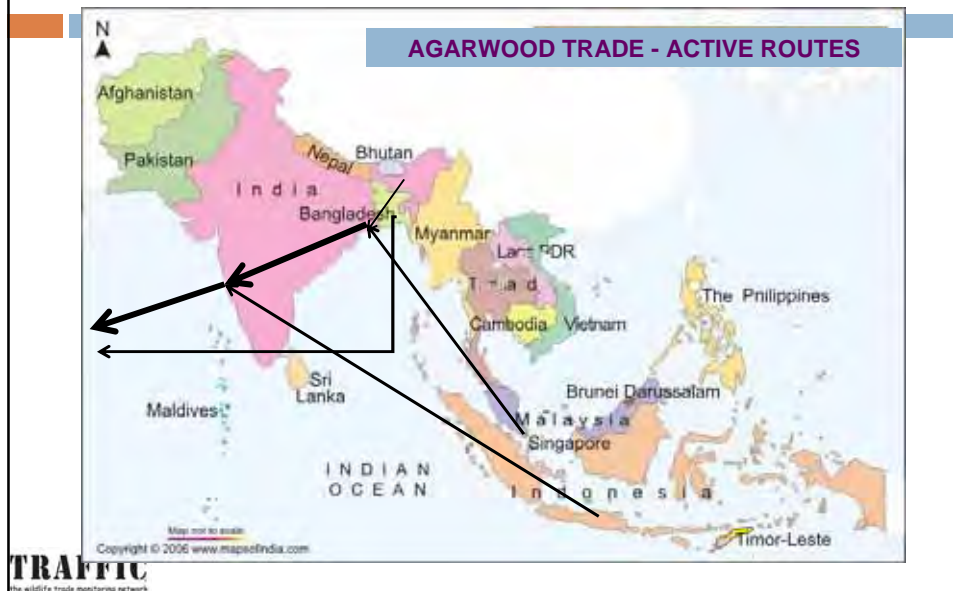 N
AGARWOOD TRADE - ACTIVE ROUTES
Afghanistan
Pakistan
Nepal
Bhutan
India
Bangladesh
Myanmar
Lao PDR
Cambodia
Vietnam
The Philippines
Sri
Lanka
Maldives
Brunei Darussalam
Malaysia
Singapore
INDIAN
OCEAN
Indonesia
Timor-Leste
Map not to scale
Copyright © 2006 www.mapsofindia.com
TRAFFIC
the wildlife trade monitoring network